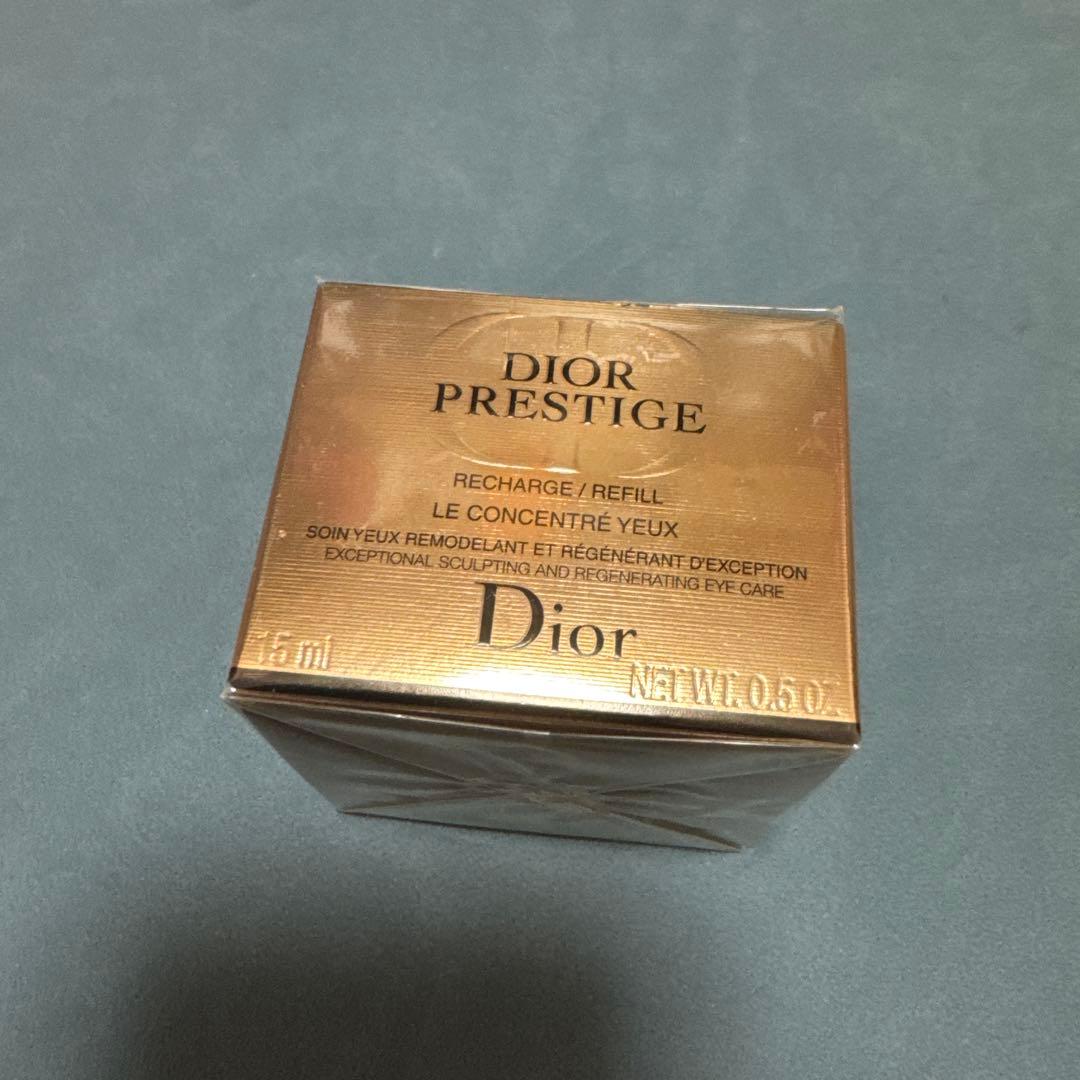 DIOR
PRESTIGE
RECHARGE / REFILL
LE CONCENTRÉ YEUX
SOIN YEUX REMODELANT ET RÉGÉNÉRANT D'EXCEPTION
EXCEPTIONAL SCULPTING AND REGENERATING EYE CARE
Dior
15 ml
NET WT. 0.5 OZ.